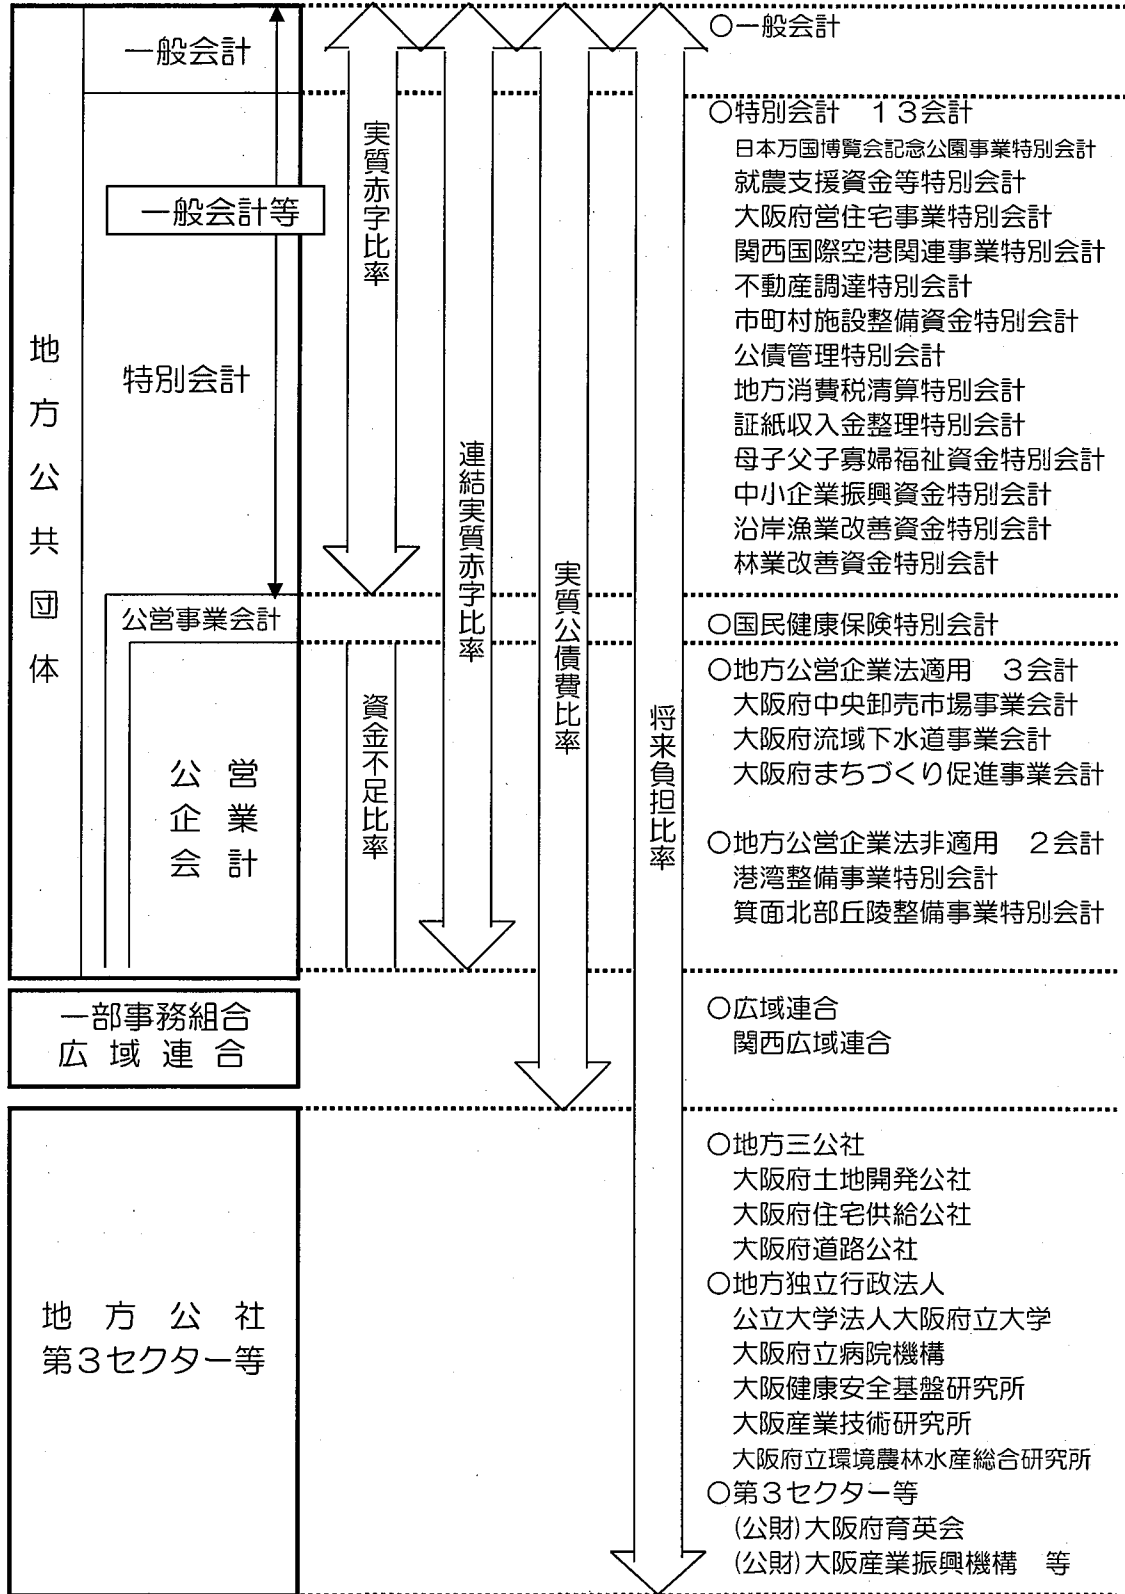 地方公共団体
一般会計
一般会計等
特別会計
公営事業会計
公営
企業
会計
一部事務組合
広域連合
地方公社
第3セクター等
実質赤字比率
資金不足比率
連結実質赤字比率
実質公債費比率
将来負担比率
○一般会計
○特別会計 13会計
日本万国博覧会記念公園事業特別会計
就農支援資金等特別会計
大阪府営住宅事業特別会計
関西国際空港関連事業特別会計
不動産調達特別会計
市町村施設整備資金特別会計
公債管理特別会計
地方消費税清算特別会計
証紙収入金整理特別会計
母子父子寡婦福祉資金特別会計
中小企業振興資金特別会計
沿岸漁業改善資金特別会計
林業改善資金特別会計
○国民健康保険特別会計
○地方公営企業法適用 3会計
大阪府中央卸売市場事業会計
大阪府流域下水道事業会計
大阪府まちづくり促進事業会計
○地方公営企業法非適用 2会計
港湾整備事業特別会計
箕面北部丘陵整備事業特別会計
○広域連合
関西広域連合
○地方三公社
大阪府土地開発公社
大阪府住宅供給公社
大阪府道路公社
○地方独立行政法人
公立大学法人大阪府立大学
大阪府立病院機構
大阪健康安全基盤研究所
大阪産業技術研究所
大阪府立環境農林水産総合研究所
○第3セクター等
(公財)大阪府育英会
(公財)大阪産業振興機構 等